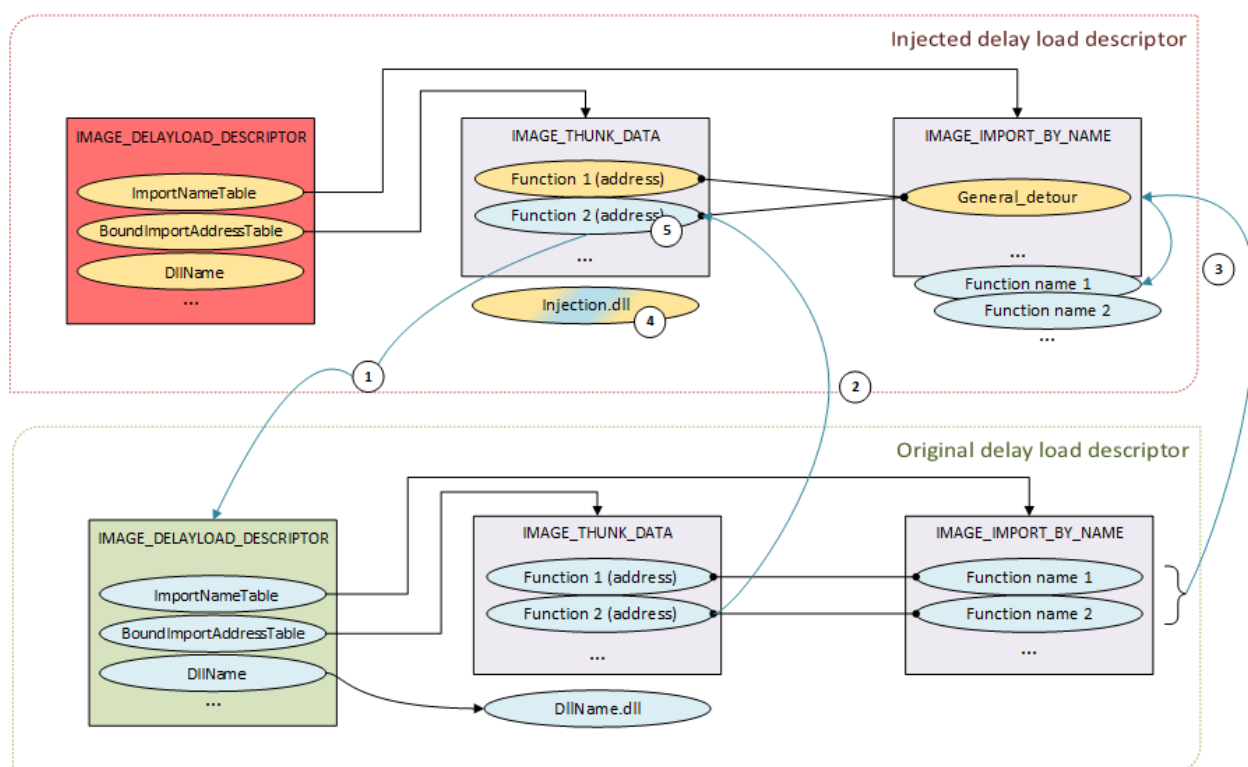 Injected delay load descriptor
IMAGE_DELAYLOAD_DESCRIPTOR
ImportNameTable
BoundImportAddressTable
DllName
...
IMAGE_THUNK_DATA
Function 1 (address)
Function 2 (address)
5
...
Injection.dll
4
IMAGE_IMPORT_BY_NAME
General_detour
...
Function name 1
Function name 2
...
3
1
2
Original delay load descriptor
IMAGE_DELAYLOAD_DESCRIPTOR
ImportNameTable
BoundImportAddressTable
DllName
...
IMAGE_THUNK_DATA
Function 1 (address)
Function 2 (address)
...
DllName.dll
IMAGE_IMPORT_BY_NAME
Function name 1
Function name 2
...